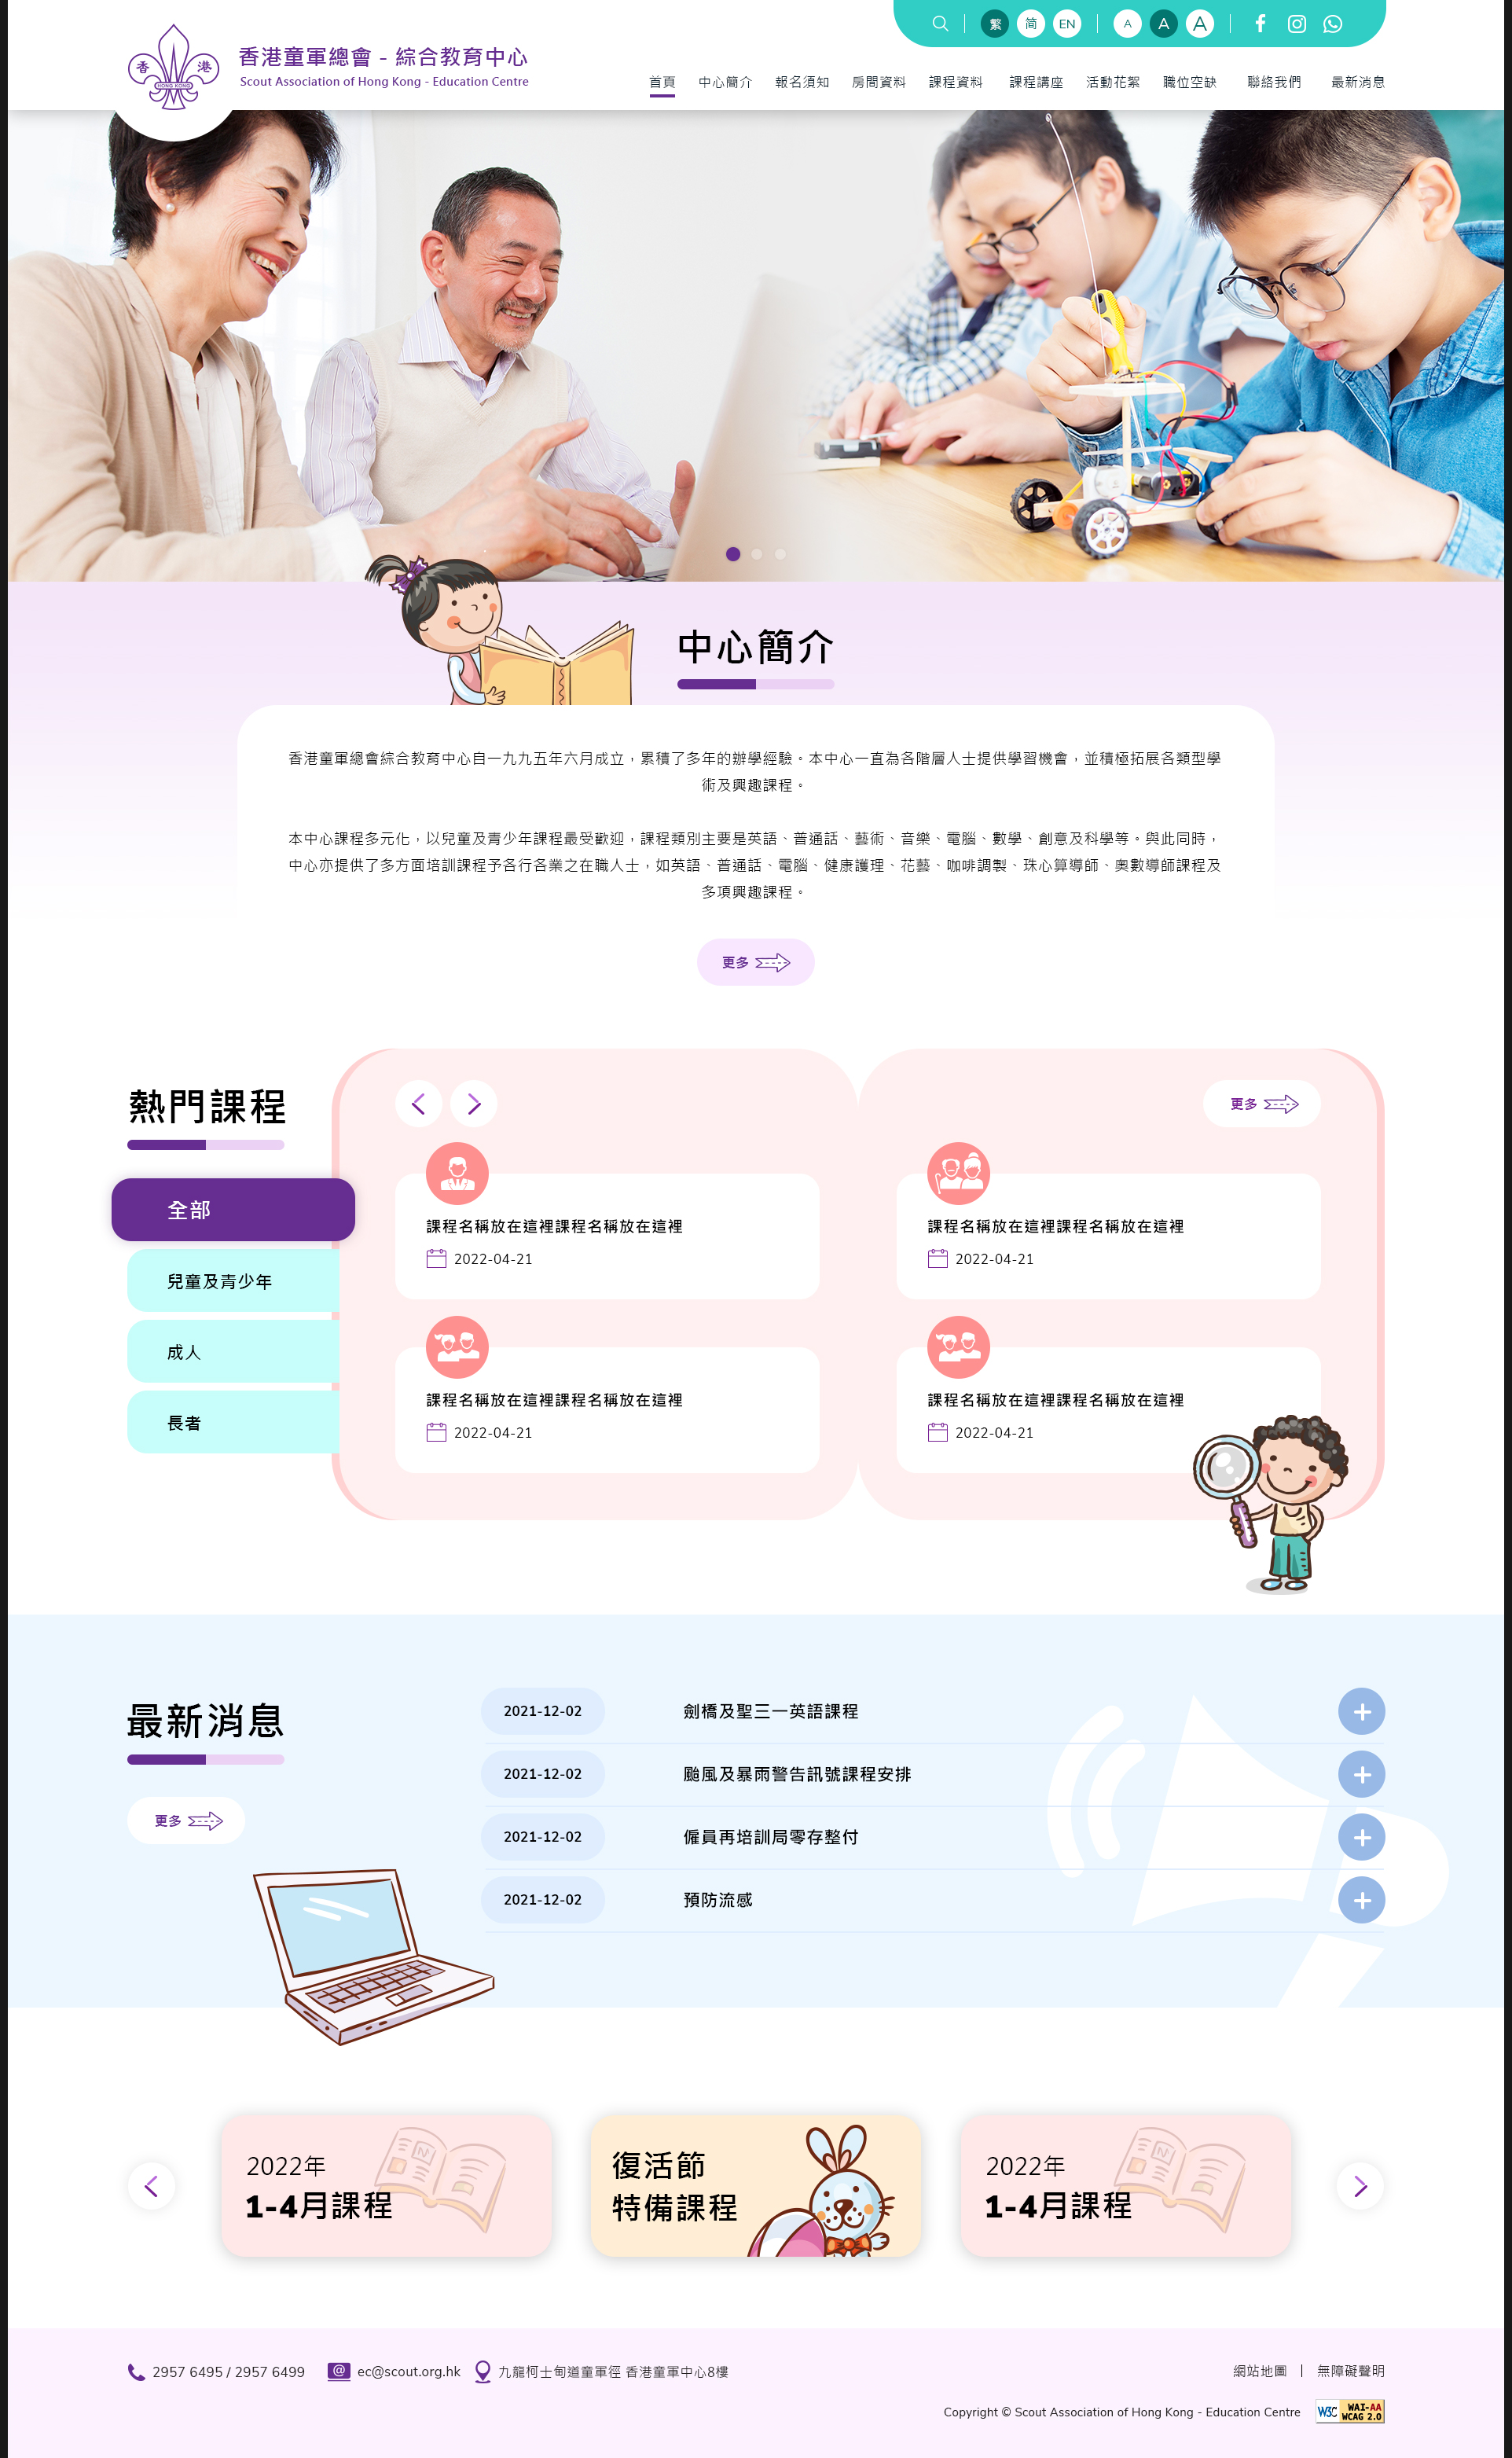 繁 简 EN A A A
香 港
HONG KONG
香港童軍總會 - 綜合教育中心
Scout Association of Hong Kong - Education Centre
首頁 中心簡介 報名須知 房間資料 課程資料 課程講座 活動花絮 職位空缺 聯絡我們 最新消息
中心簡介
香港童軍總會綜合教育中心自一九九五年六月成立，累積了多年的辦學經驗。本中心一直為各階層人士提供學習機會，並積極拓展各類型學
術及興趣課程。
本中心課程多元化，以兒童及青少年課程最受歡迎，課程類別主要是英語、普通話、藝術、音樂、電腦、數學、創意及科學等。與此同時，
中心亦提供了多方面培訓課程予各行各業之在職人士，如英語、普通話、電腦、健康護理、花藝、咖啡調製、珠心算導師、奧數導師課程及
多項興趣課程。
更多
熱門課程
全部
兒童及青少年
成人
長者
更多
課程名稱放在這裡課程名稱放在這裡
2022-04-21
課程名稱放在這裡課程名稱放在這裡
2022-04-21
課程名稱放在這裡課程名稱放在這裡
2022-04-21
課程名稱放在這裡課程名稱放在這裡
2022-04-21
最新消息
更多
2021-12-02 劍橋及聖三一英語課程
2021-12-02 颱風及暴雨警告訊號課程安排
2021-12-02 僱員再培訓局零存整付
2021-12-02 預防流感
2022年
1-4月課程
復活節
特備課程
2022年
1-4月課程
2957 6495 / 2957 6499 ec@scout.org.hk 九龍柯士甸道童軍徑 香港童軍中心8樓
網站地圖 | 無障礙聲明
Copyright © Scout Association of Hong Kong - Education Centre
W3C WAI-AA
WCAG 2.0